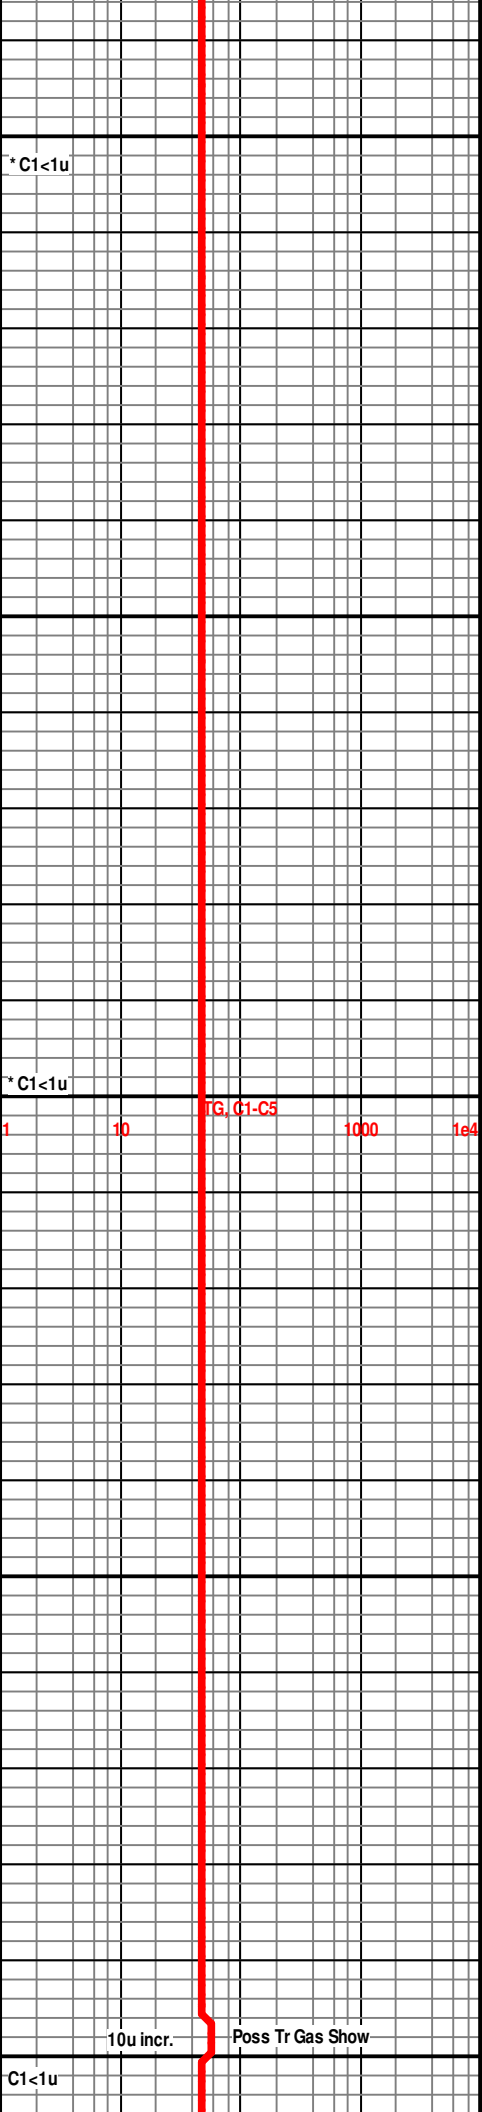 * C1<1u
* C1<1u
TG, C1-C5
1 10 1000 1e4
10u incr. Poss Tr Gas Show
C1<1u